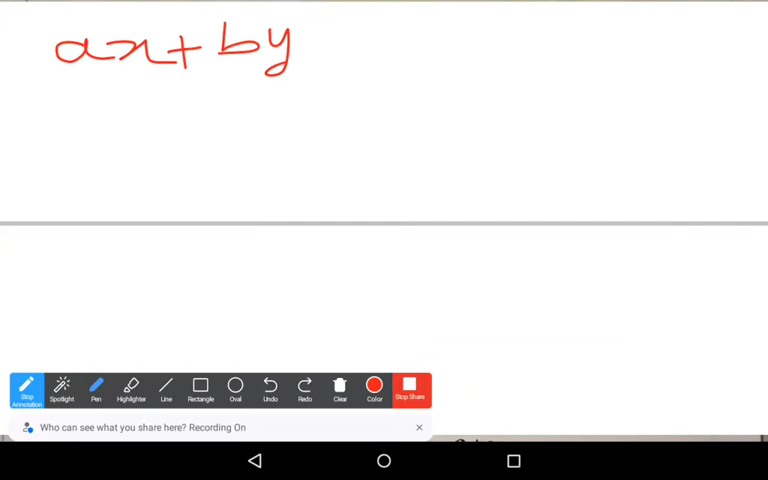 ax + by
Stop Annotation
Spotlight
Pen
Highlighter
Line
Rectangle
Oval
Undo
Redo
Clear
Color
Stop Share
Who can see what you share here? Recording On